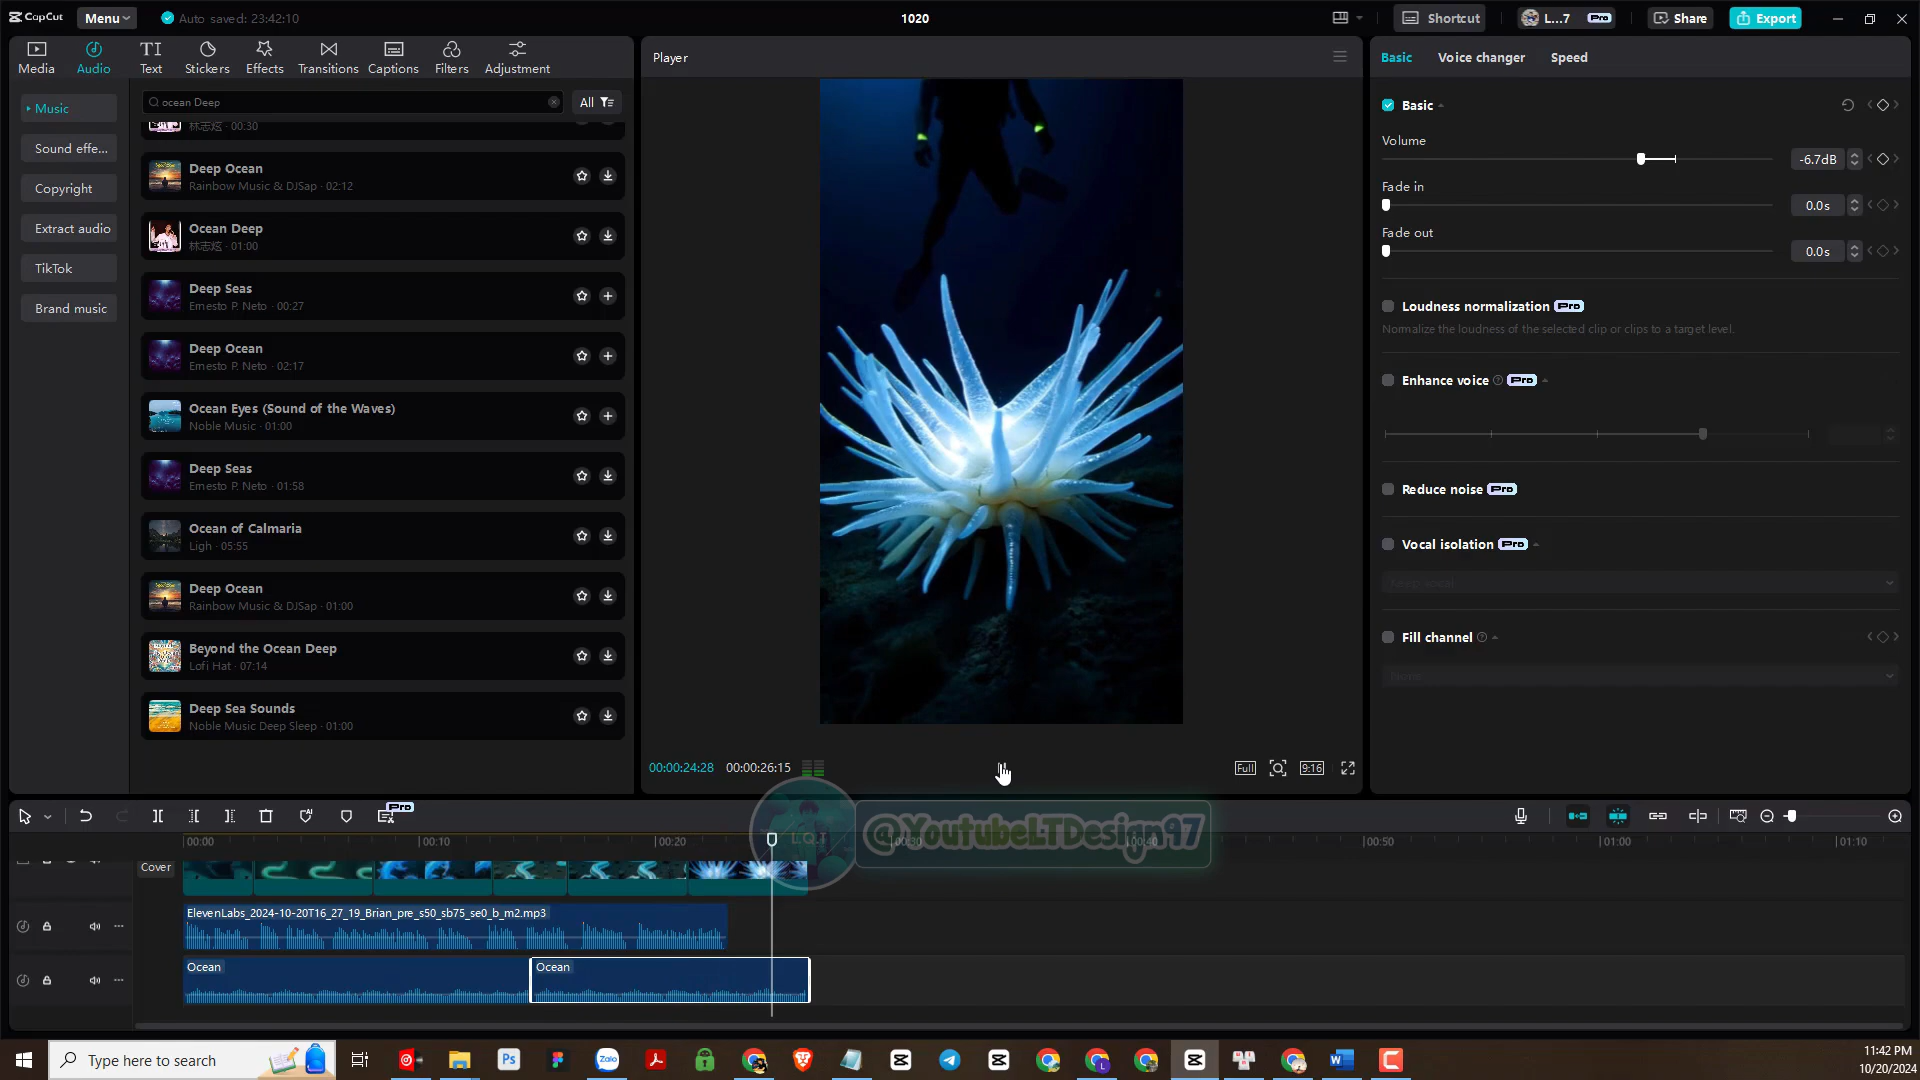 CapCut
Menu
Auto saved: 23:42:10
1020
Shortcut
L...7
Pro
Share
Export
Media
Audio
Text
Stickers
Effects
Transitions
Captions
Filters
Adjustment
Player
Basic
Voice changer
Speed
Music
Sound effe...
Copyright
Extract audio
TikTok
Brand music
ocean Deep
All
林志炫 · 00:30
Deep Ocean
Rainbow Music & DJSap · 02:12
Ocean Deep
林志炫 · 01:00
Deep Seas
Ernesto P. Neto · 00:27
Deep Ocean
Ernesto P. Neto · 02:17
Ocean Eyes (Sound of the Waves)
Noble Music · 01:00
Deep Seas
Ernesto P. Neto · 01:58
Ocean of Calmaria
Ligh · 05:55
Deep Ocean
Rainbow Music & DJSap · 01:00
Beyond the Ocean Deep
Lofi Hat · 07:14
Deep Sea Sounds
Noble Music Deep Sleep · 01:00
Basic
Volume
-6.7dB
Fade in
0.0s
Fade out
0.0s
Loudness normalization Pro
Normalize the loudness of the selected clip or clips to a target level.
Enhance voice Pro
Reduce noise Pro
Vocal isolation Pro
Keep vocal
Fill channel
None
00:00:24:28 00:00:26:15
Full
9:16
Pro
L.Q.T
@YoutubeLTDesign97
00:00
00:10
00:20
00:30
00:40
00:50
01:00
01:10
Cover
ElevenLabs_2024-10-20T16_27_19_Brian_pre_s50_sb75_se0_b_m2.mp3
Ocean
Ocean
Type here to search
11:42 PM
10/20/2024